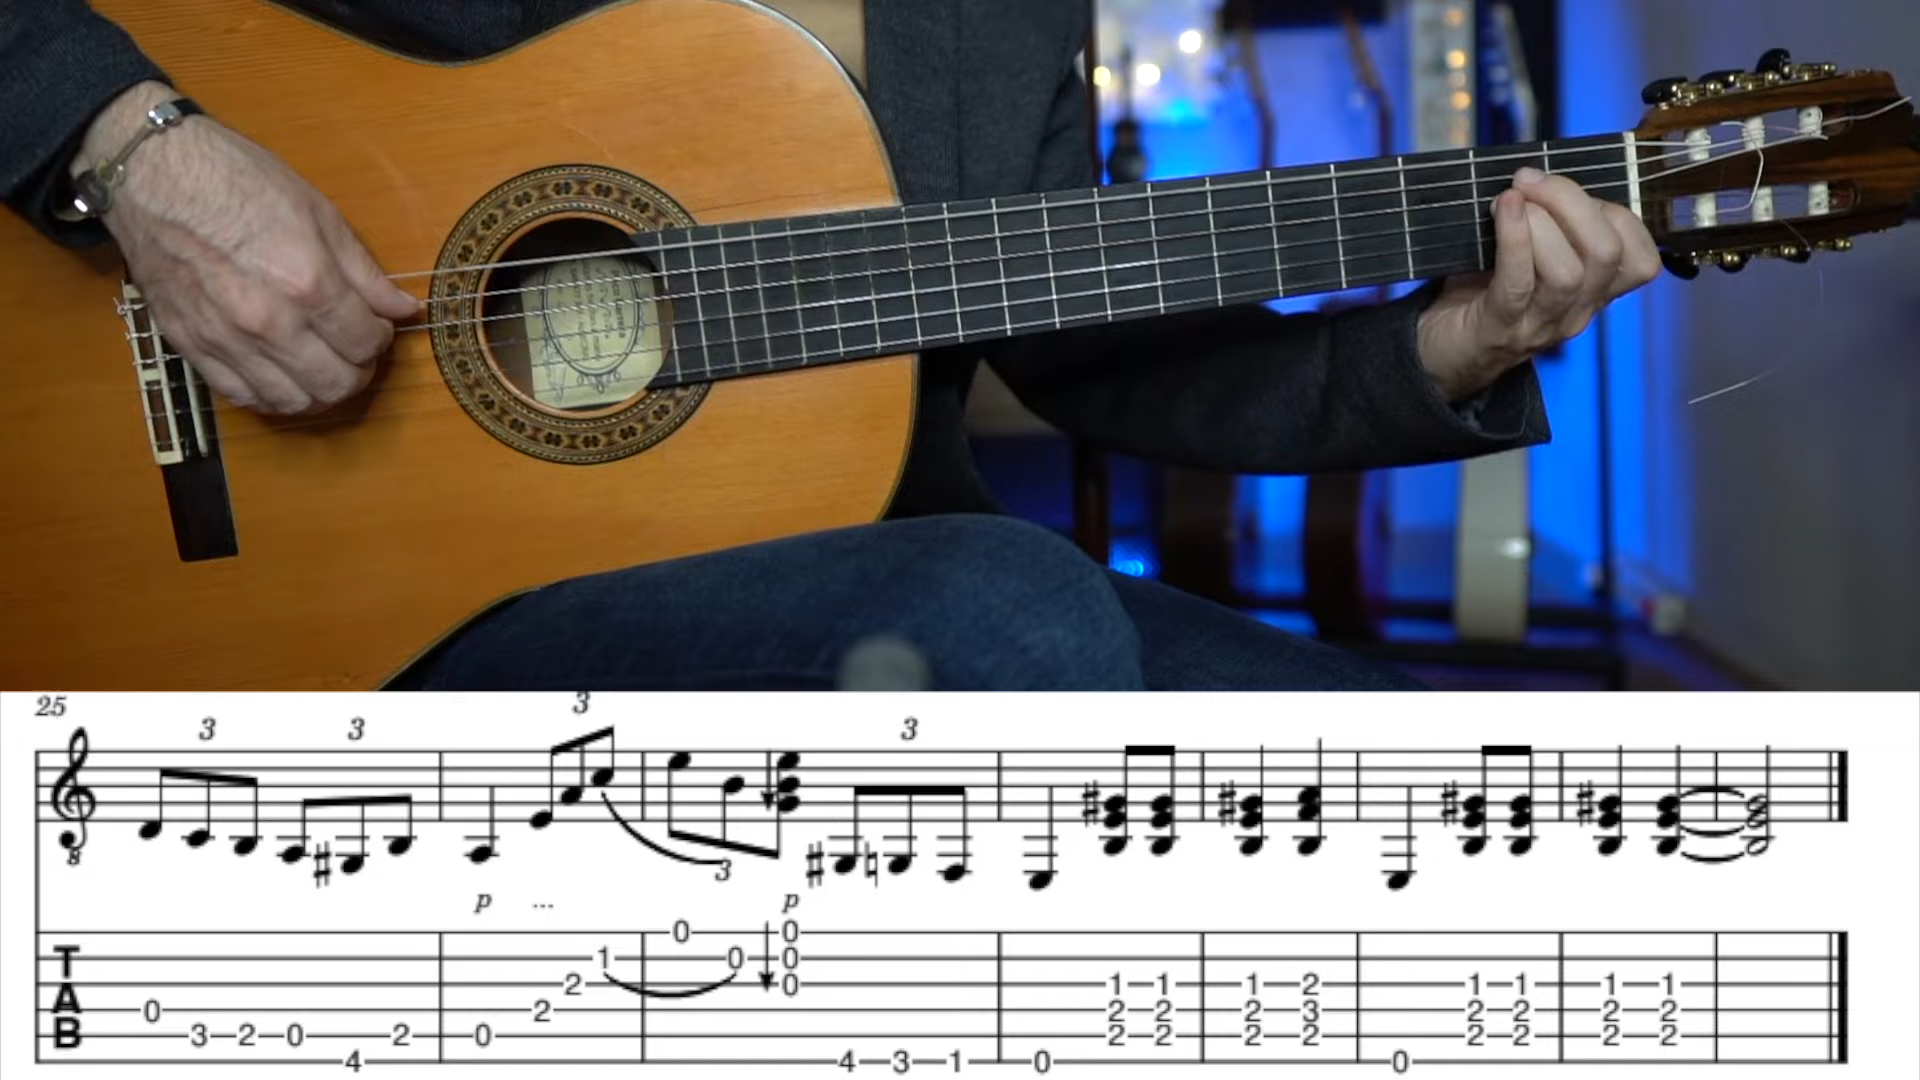 25
3 3 3 3
8 3
p ... p
0 0 0
T 1 0 0
A 2 0 1 1 1 2 1 1 1 1
0 2 2 2 2 3 2 2 2 2
B 3 2 0 2 0 2 2 2 2 2 2 2 2
4 4 3 1 0 0